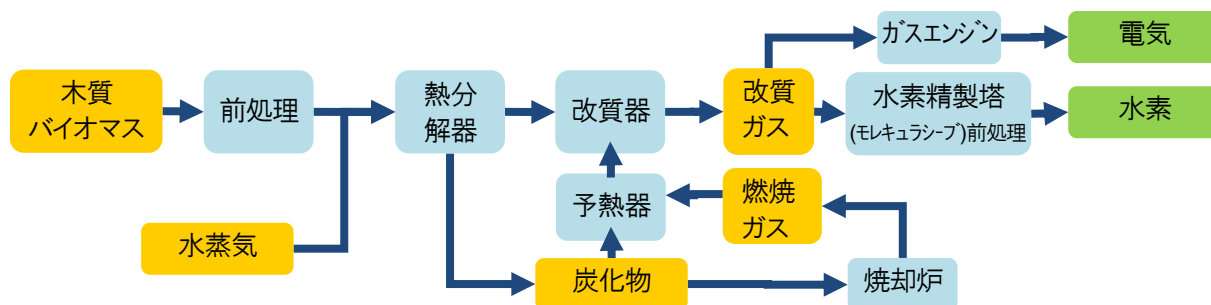 木質
バイオマス
前処理
熱分
解器
改質器
改質
ガス
ガスエンジン
電気
水素精製塔
(モレキュラシーブ)前処理
水素
水蒸気
予熱器
燃焼
ガス
炭化物
焼却炉